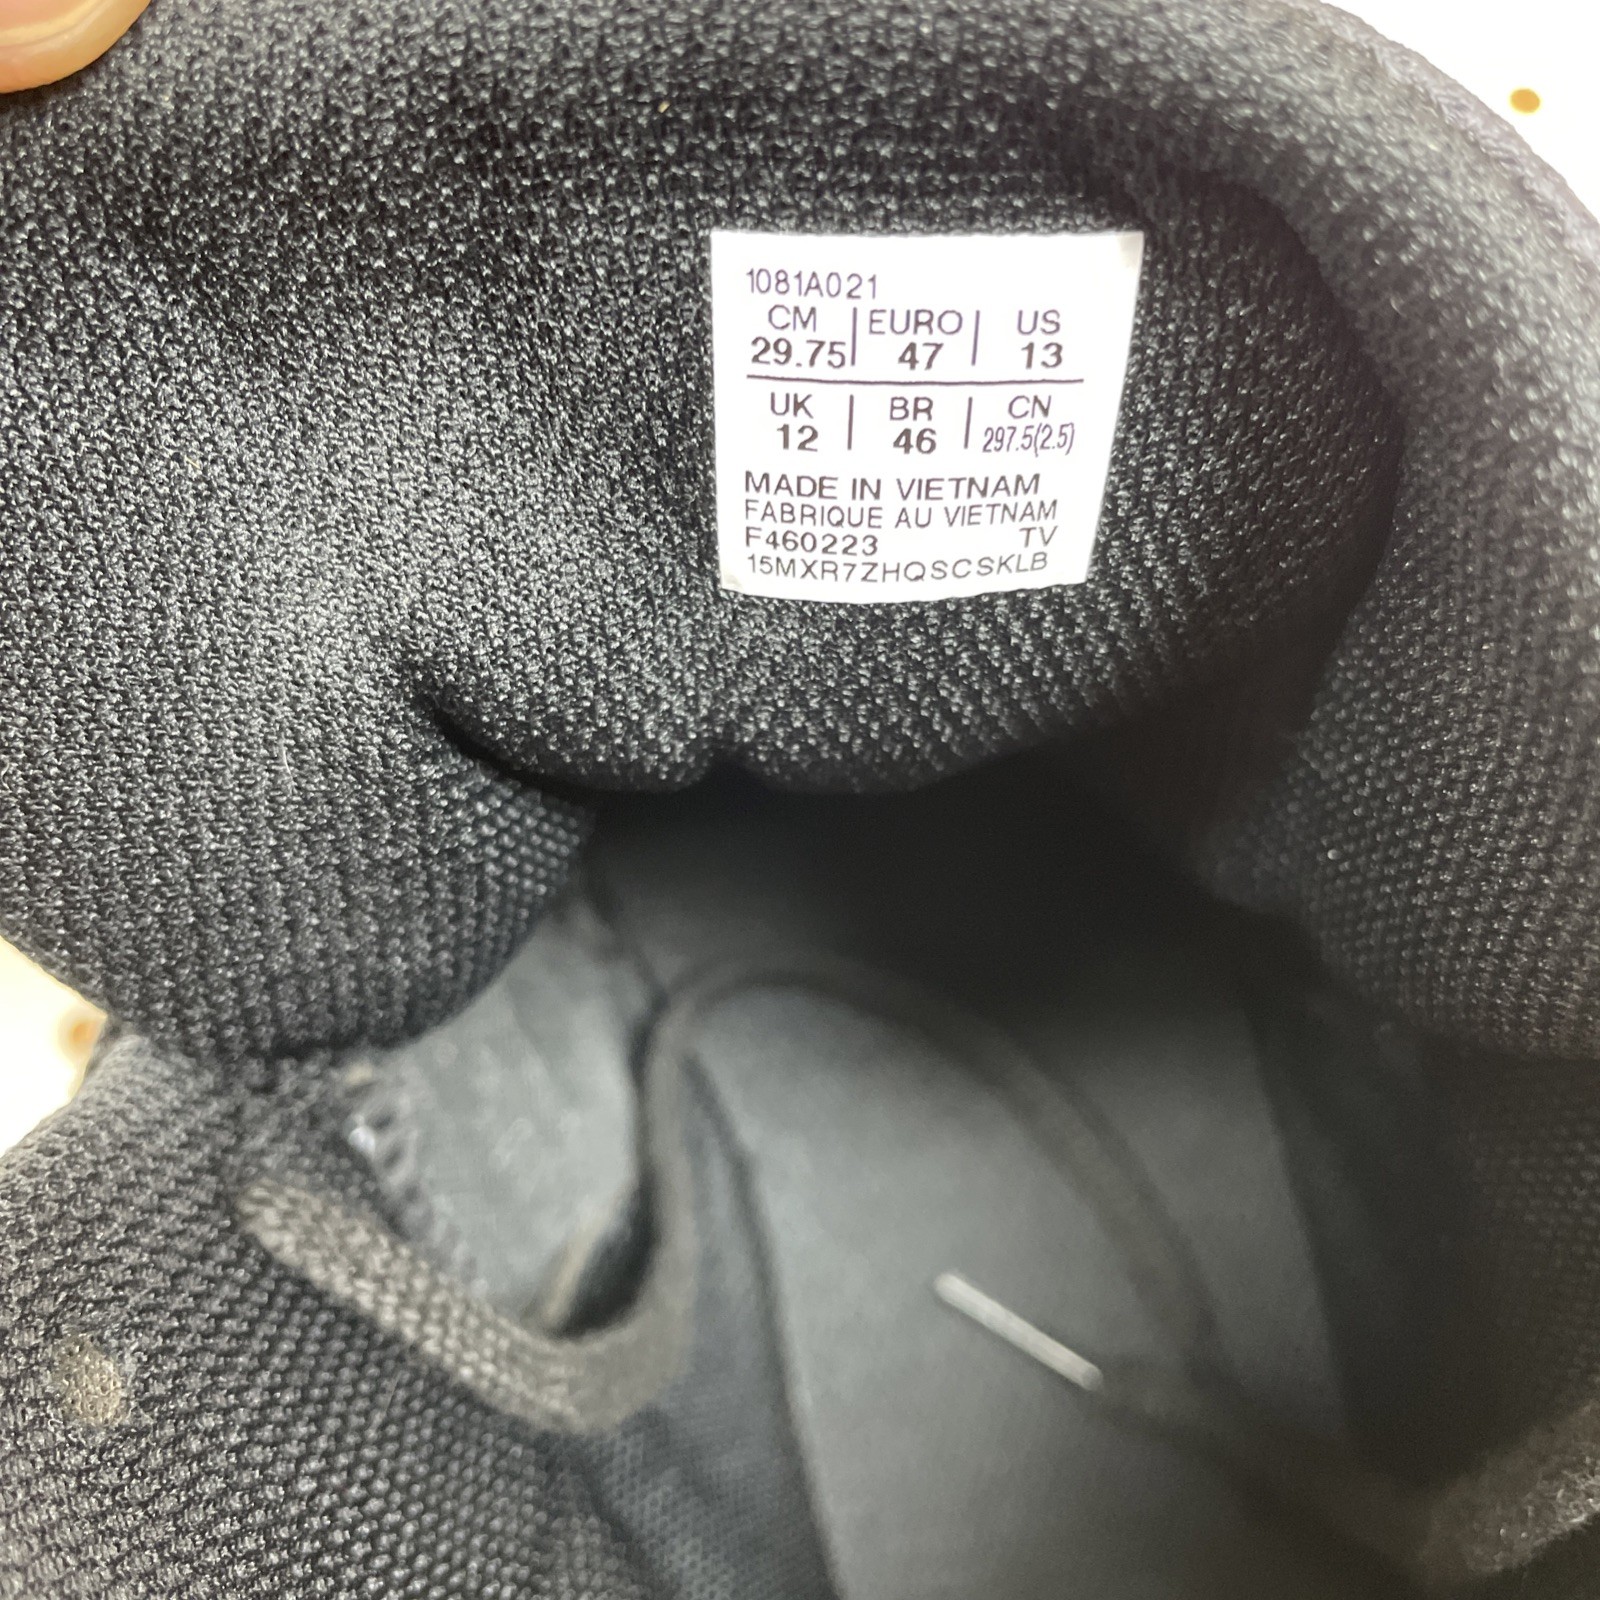 1081A021
CM | EURO | US
29.75 | 47 | 13
UK | BR | CN
12 | 46 | 297.5(2.5)
MADE IN VIETNAM
FABRIQUE AU VIETNAM
F460223 TV
15MXR7ZHQSCSKLB